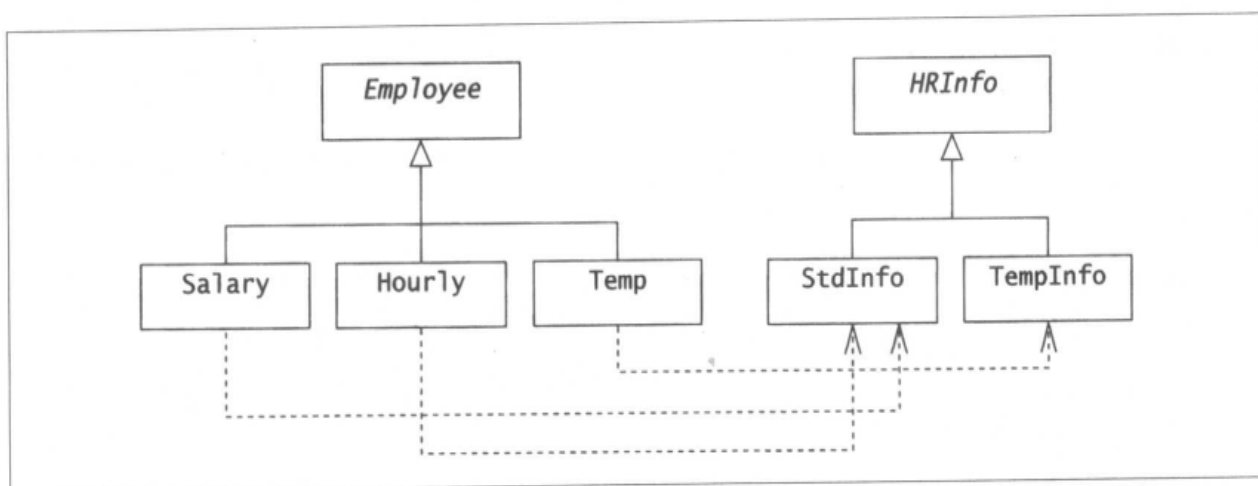 Employee
HRInfo
Salary
Hourly
Temp
StdInfo
TempInfo